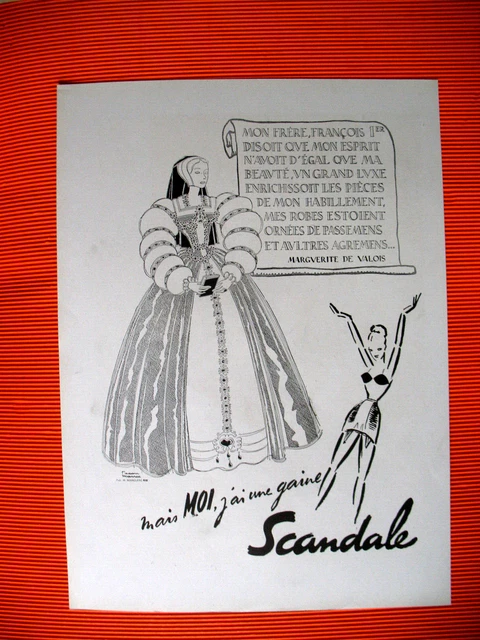 MON FRÈRE, FRANÇOIS 1ER
DISOIT QVE MON ESPRIT
N'AVOIT D'ÉGAL QVE MA
BEAVTÉ, VN GRAND LVXE
ENRICHISSOIT LES PIÈCES
DE MON HABILLEMENT,
MES ROBES ESTOIENT
ORNÉES DE PASSEMENS
ET AVLTRES AGREMENS...
MARGVERITE DE VALOIS
mais MOI, j'ai une gaine
Scandale